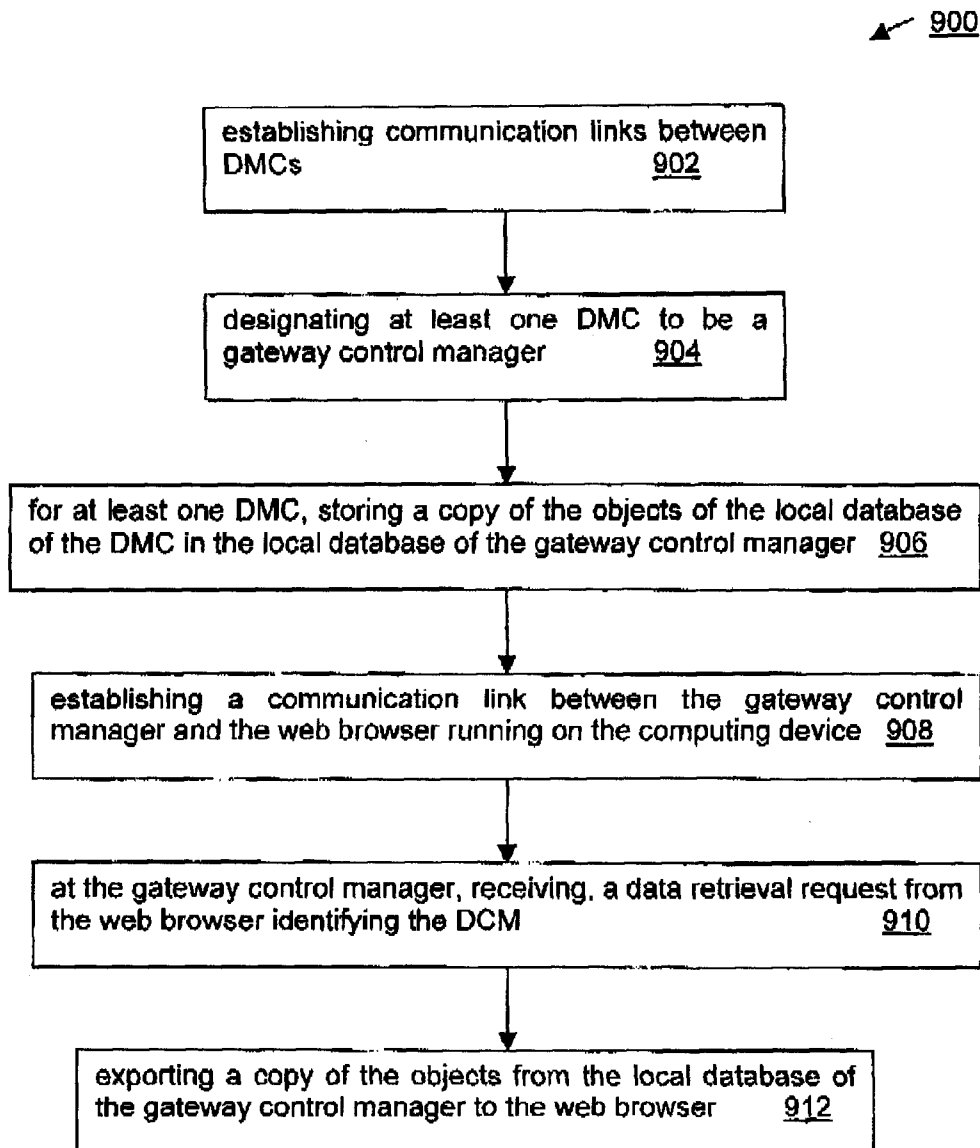 900
establishing communication links between
DMCs 902
designating at least one DMC to be a
gateway control manager 904
for at least one DMC, storing a copy of the objects of the local database
of the DMC in the local database of the gateway control manager 906
establishing a communication link between the gateway control
manager and the web browser running on the computing device 908
at the gateway control manager, receiving, a data retrieval request from
the web browser identifying the DCM 910
exporting a copy of the objects from the local database of
the gateway control manager to the web browser 912